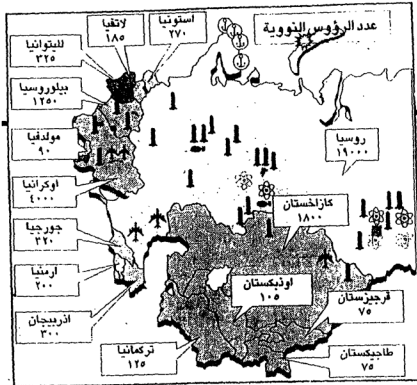 عدد الرؤوس النووية
استونيا
٢٧٠
لاتفيا
١٨٥
لليتوانيا
٣٢٥
بيلوروسيا
١٢٥٠
مولدفيا
٩٠
اوكرانيا
٤٠٠٠
جورجيا
٣٢٠
ارمنيا
٢٠٠
اذربيجان
٣٠٠
تركمانيا
١٢٥
روسيا
١٩٠٠٠
كازاخستان
١٨٠٠
اوذبكستان
١٠٥
قرجيزستان
٧٥
طاجيكستان
٧٥